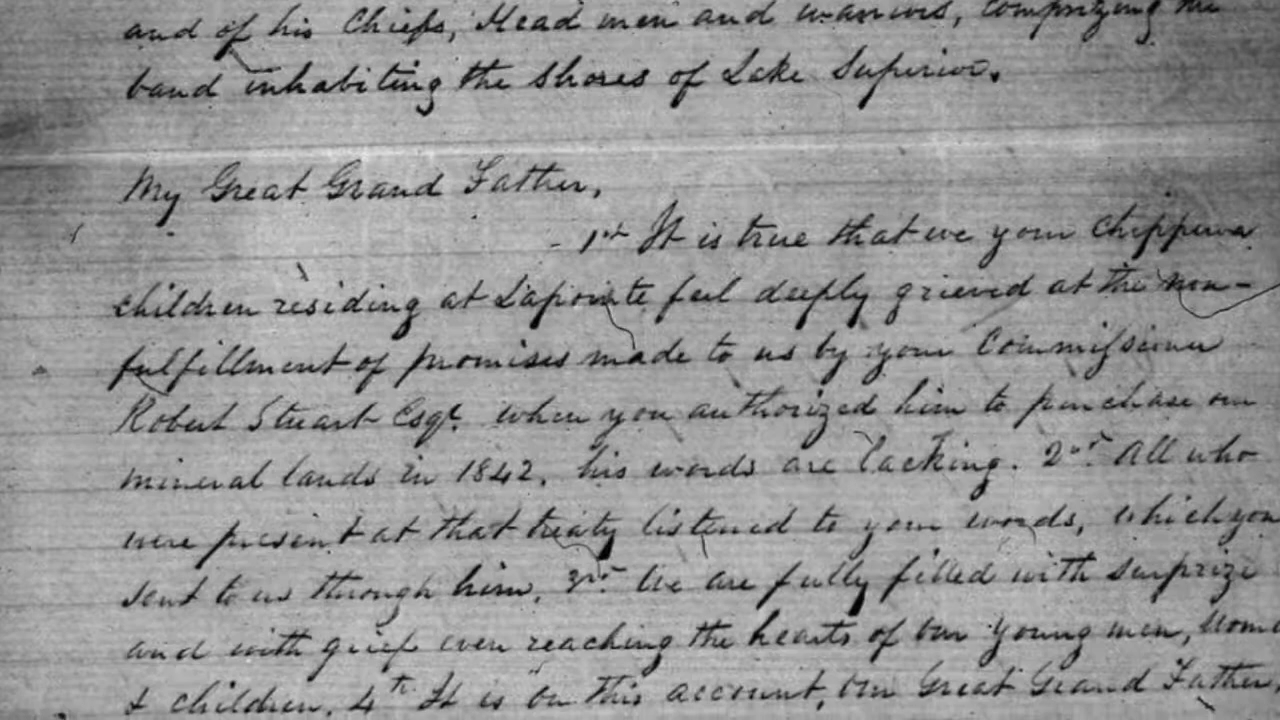 and of his Chiefs, Head men and warriors, comprizing the
band inhabiting the shores of Lake Superior.
My Great Grand Father,
- 1st It is true that we your Chippewa
children residing at Lapointe feel deeply grieved at the non-
fulfillment of promises made to us by your Commissioner
Robert Stuart Esqr. when you authorized him to purchase our
mineral lands in 1842, his words are lacking. 2nd. All who
were present at that treaty listened to your words, which you
sent to us through him. 3rd. We are fully filled with surprize
and with grief even reaching the hearts of our young men,
& children. 4th It is on this account, our Great Grand Father,